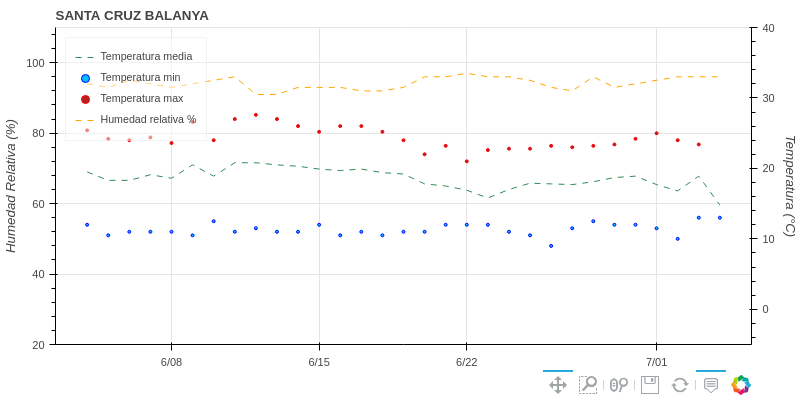 SANTA CRUZ BALANYA
Temperatura media
Temperatura min
Temperatura max
Humedad relativa %
Humedad Relativa (%)
100
80
60
40
20
40
30
20
10
0
Temperatura (°C)
6/08
6/15
6/22
7/01